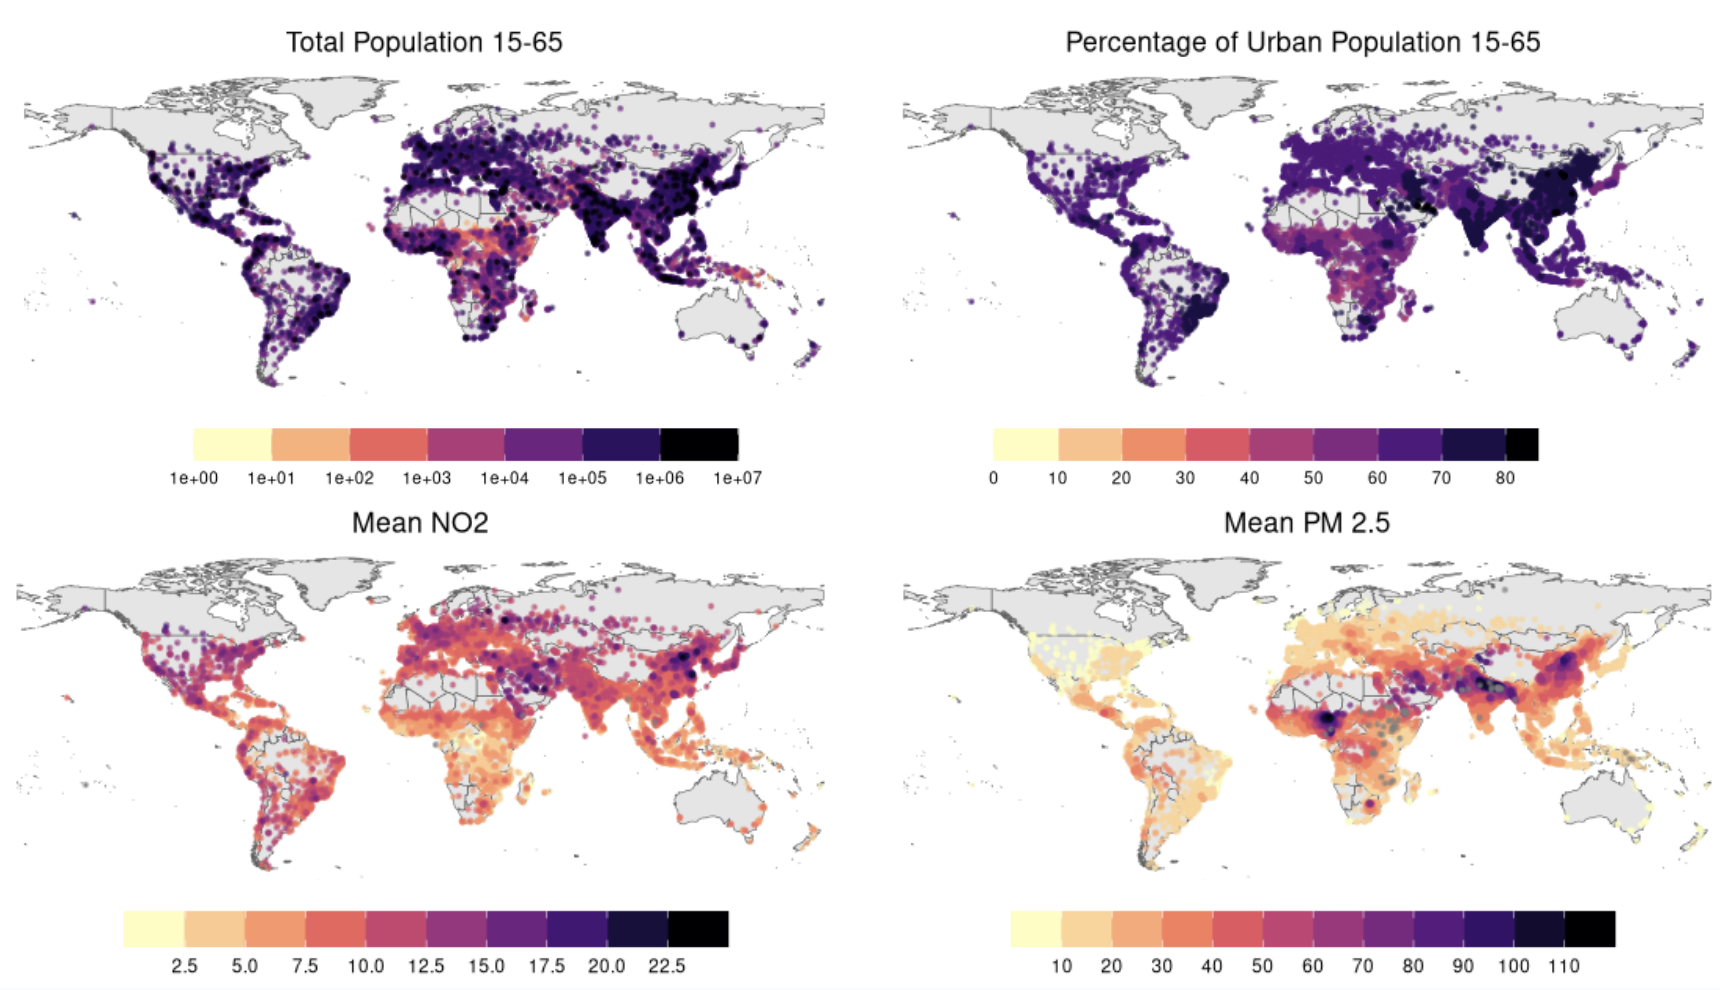 Total Population 15-65
Percentage of Urban Population 15-65
1e+00 1e+01 1e+02 1e+03 1e+04 1e+05 1e+06 1e+07
0 10 20 30 40 50 60 70 80
Mean NO2
Mean PM 2.5
2.5 5.0 7.5 10.0 12.5 15.0 17.5 20.0 22.5
10 20 30 40 50 60 70 80 90 100 110